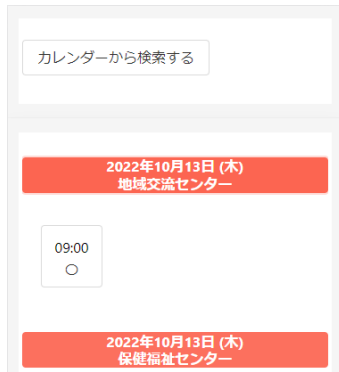 カレンダーから検索する
2022年10月13日 (木)
地域交流センター
09:00
〇
2022年10月13日 (木)
保健福祉センター